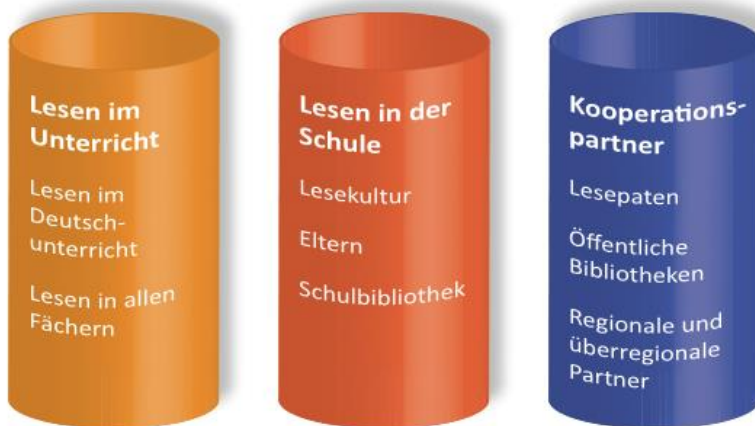 Lesen im
Unterricht
Lesen im
Deutsch-
unterricht
Lesen in allen
Fächern
Lesen in der
Schule
Lesekultur
Eltern
Schulbibliothek
Kooperations-
partner
Lesepaten
Öffentliche
Bibliotheken
Regionale und
überregionale
Partner